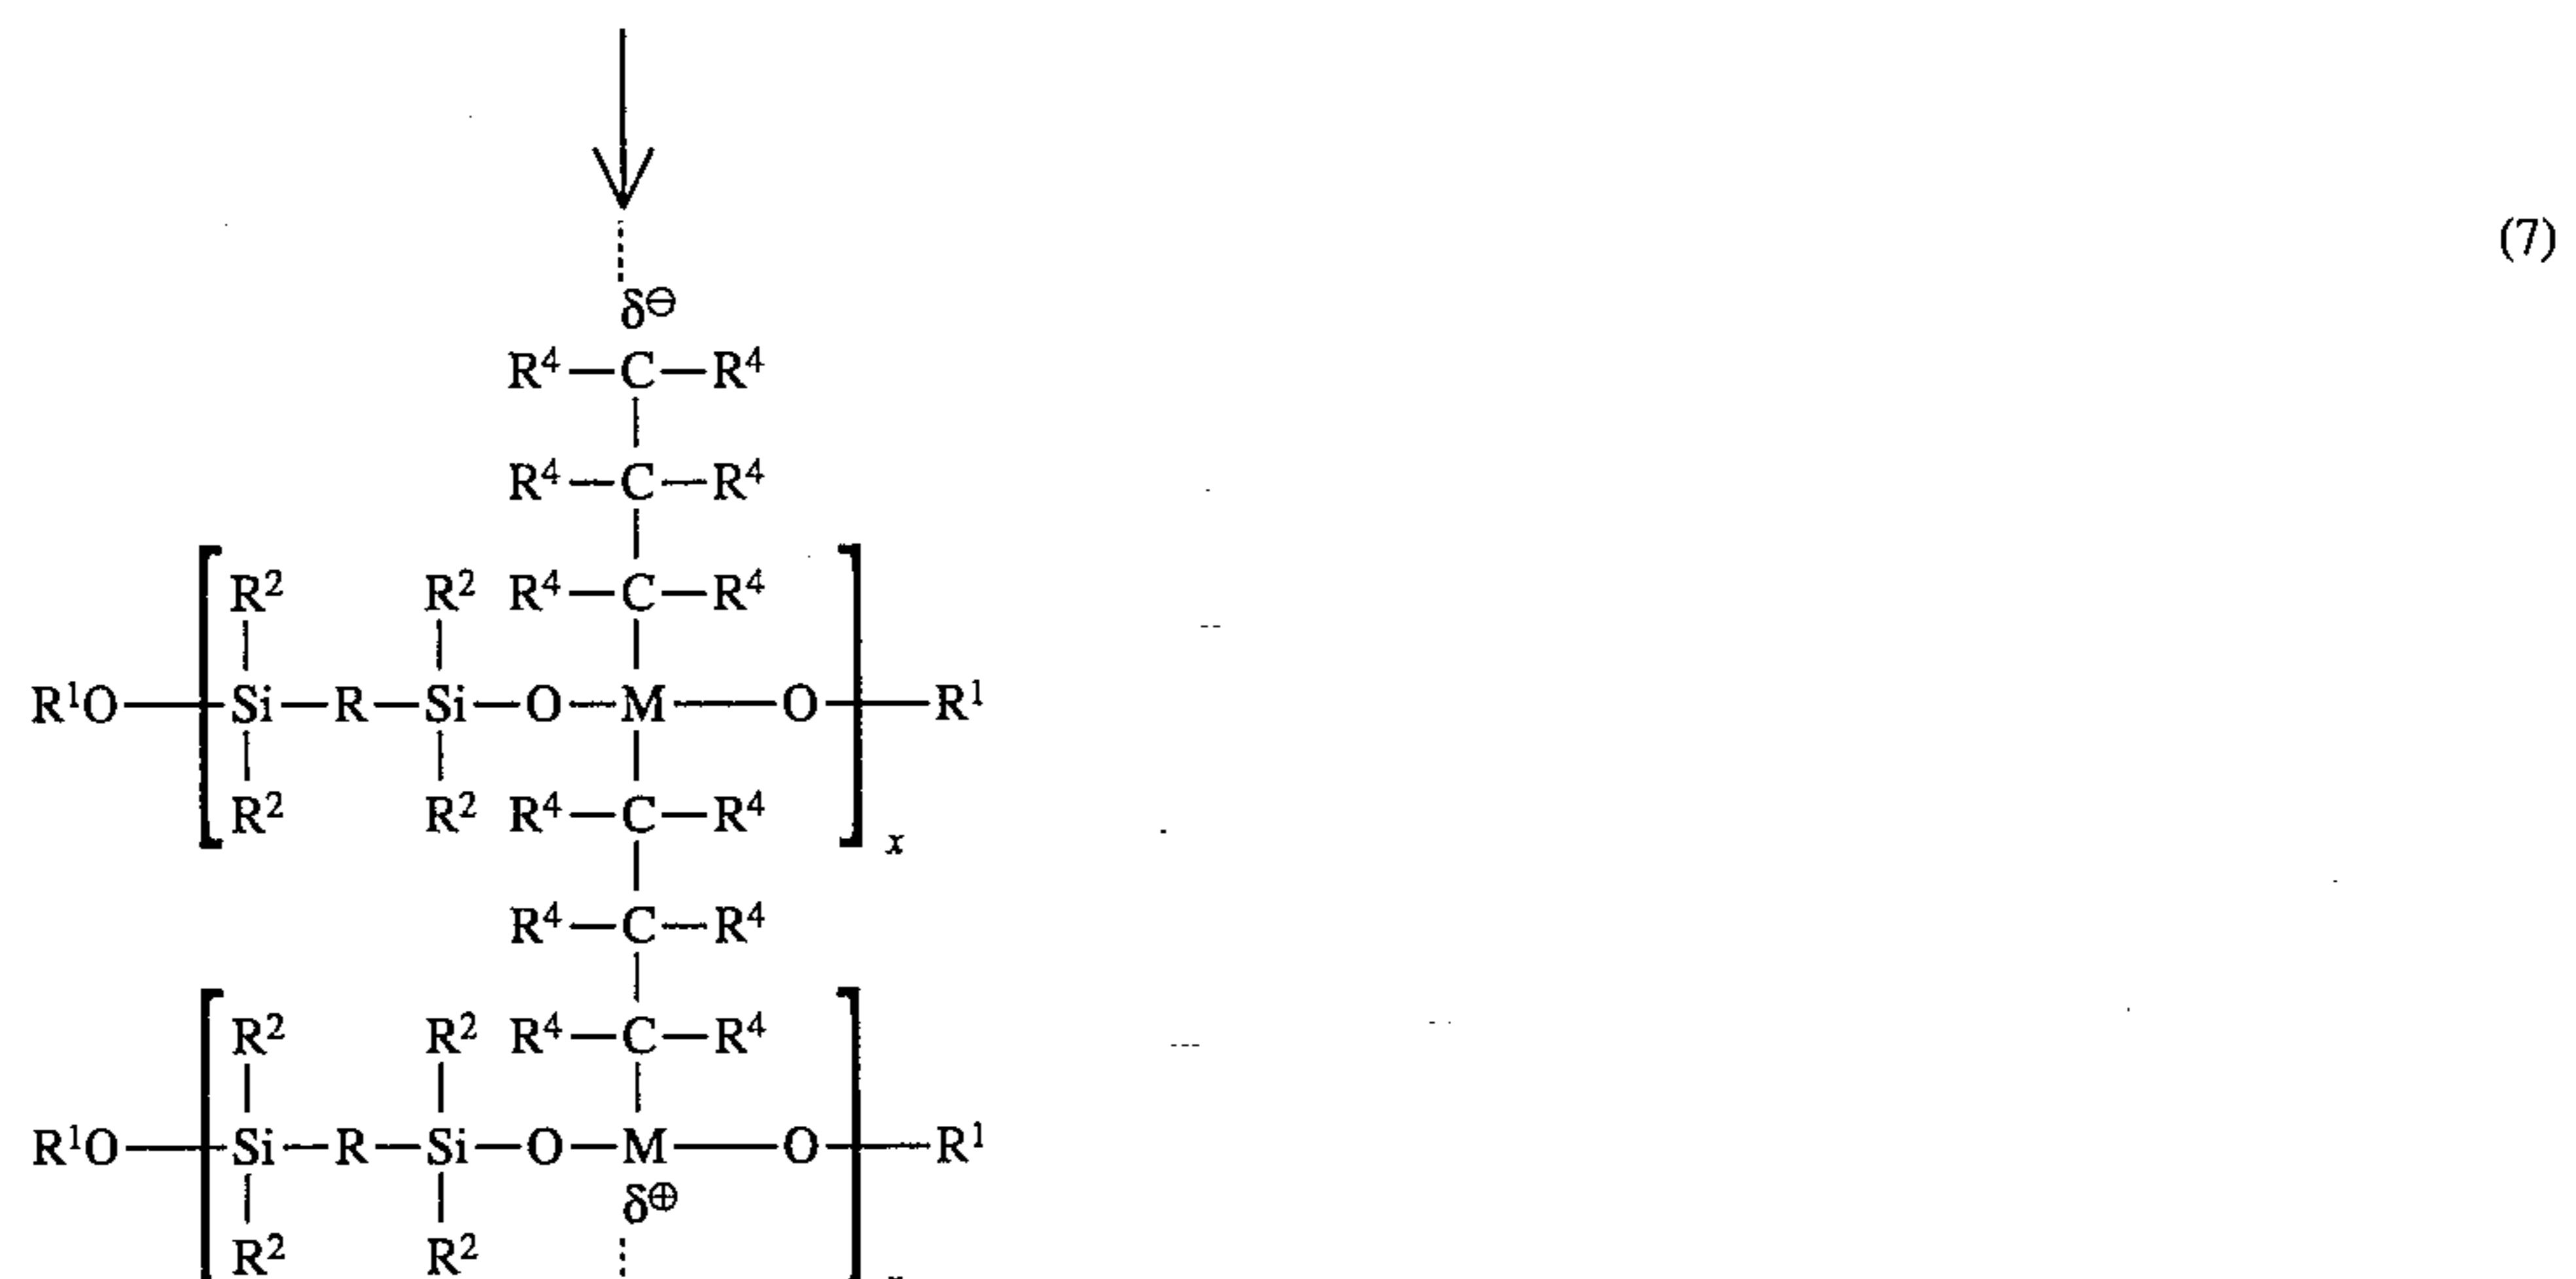 (7)
δ⊖
R⁴—C—R⁴
R⁴—C—R⁴
R² R² R⁴—C—R⁴
R¹O—Si—R—Si—O—M—O—R¹
R² R² R⁴—C—R⁴
x
R⁴—C—R⁴
R² R² R⁴—C—R⁴
R¹O—Si—R—Si—O—M—O—R¹
δ⊕
R² R²